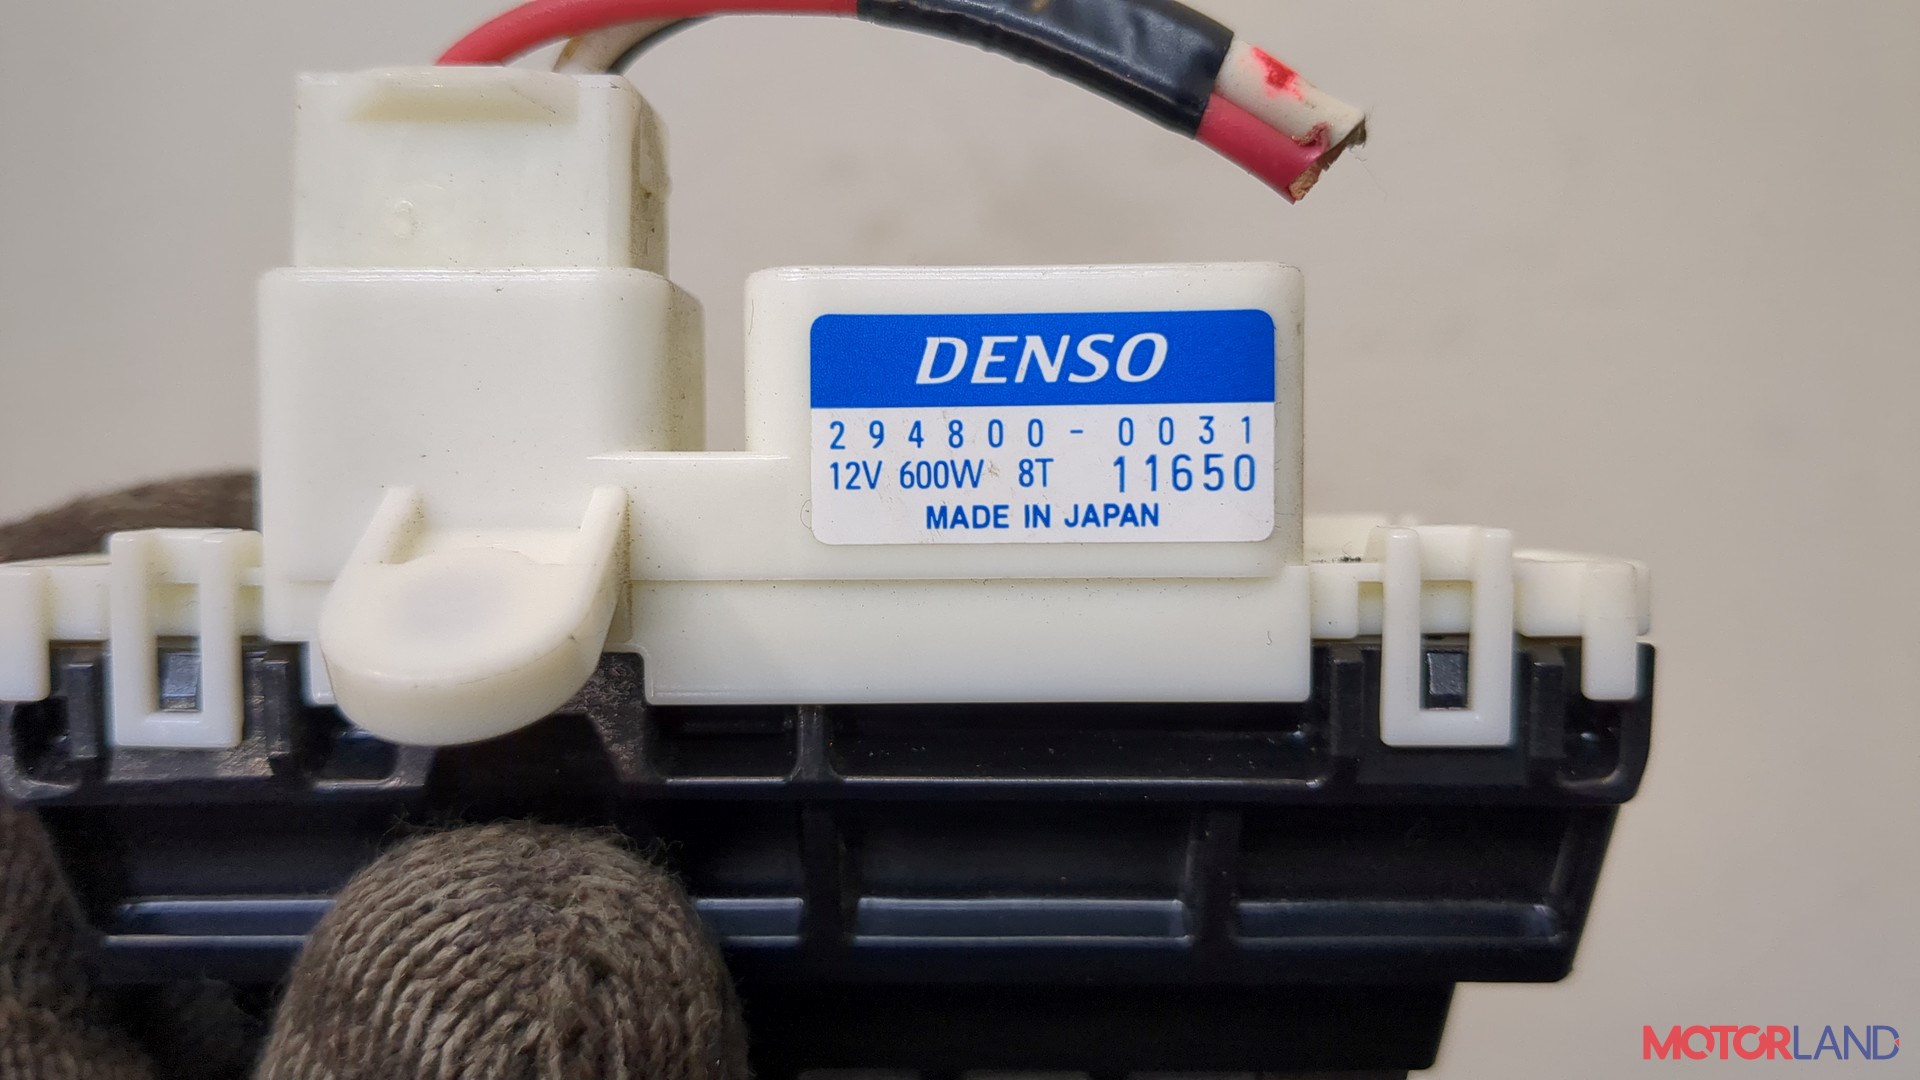 DENSO
294800-0031
12V 600W 8T 11650
MADE IN JAPAN
MOTORLAND